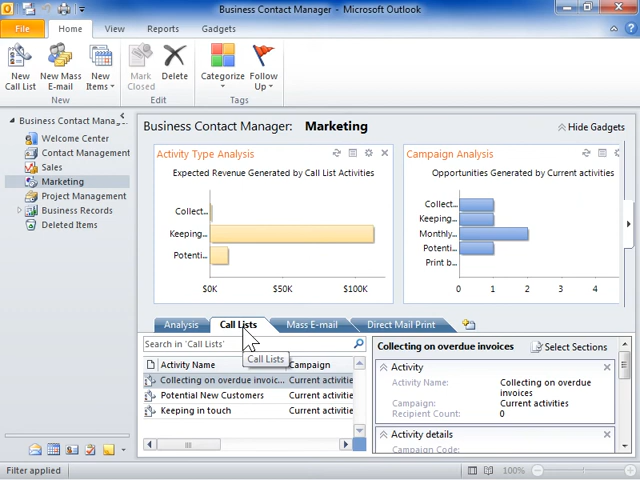 Business Contact Manager - Microsoft Outlook
File Home View Reports Gadgets
New Call List
New Mass E-mail
New Items
Mark Closed
Delete
Categorize
Follow Up
New
Edit
Tags
Business Contact Manag...
Welcome Center
Contact Management
Sales
Marketing
Project Management
Business Records
Deleted Items
Business Contact Manager: Marketing
Hide Gadgets
Activity Type Analysis
Expected Revenue Generated by Call List Activities
Collect...
Keeping...
Potenti...
$0K $50K $100K
Campaign Analysis
Opportunities Generated by Current activities
Collect...
Keeping...
Monthly...
Potenti...
Print b...
0 1 2 3 4
Analysis Call Lists Mass E-mail Direct Mail Print
Search in 'Call Lists'
Call Lists
Activity Name Campaign
Collecting on overdue invoic... Current activitie
Potential New Customers Current activitie
Keeping in touch Current activitie
Collecting on overdue invoices
Select Sections
Activity
Activity Name: Collecting on overdue invoices
Campaign: Current activities
Recipient Count: 0
Activity details
Campaign Code:
Filter applied
100%